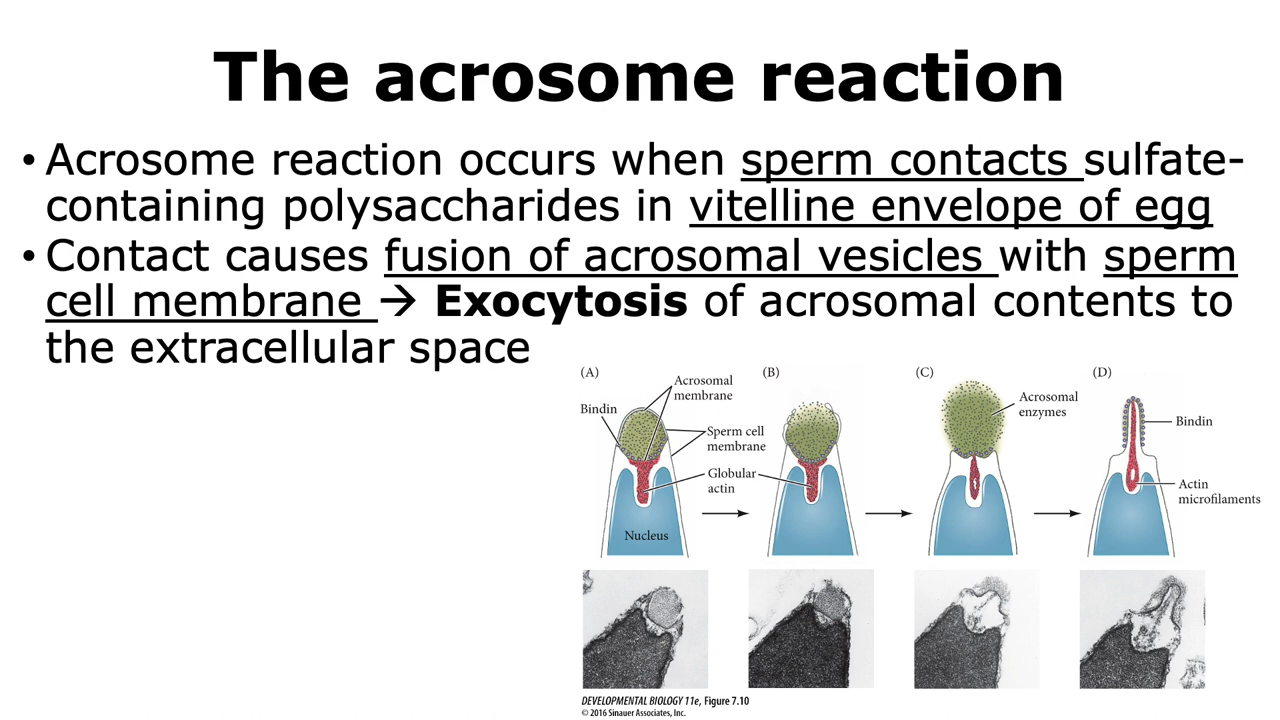 The acrosome reaction
• Acrosome reaction occurs when sperm contacts sulfate-
containing polysaccharides in vitelline envelope of egg
• Contact causes fusion of acrosomal vesicles with sperm
cell membrane → Exocytosis of acrosomal contents to
the extracellular space
(A)
Acrosomal
membrane
Bindin
Sperm cell
membrane
Globular
actin
Nucleus
(B)
(C)
Acrosomal
enzymes
(D)
Bindin
Actin
microfilaments
DEVELOPMENTAL BIOLOGY 11e, Figure 7.10
© 2016 Sinauer Associates, Inc.